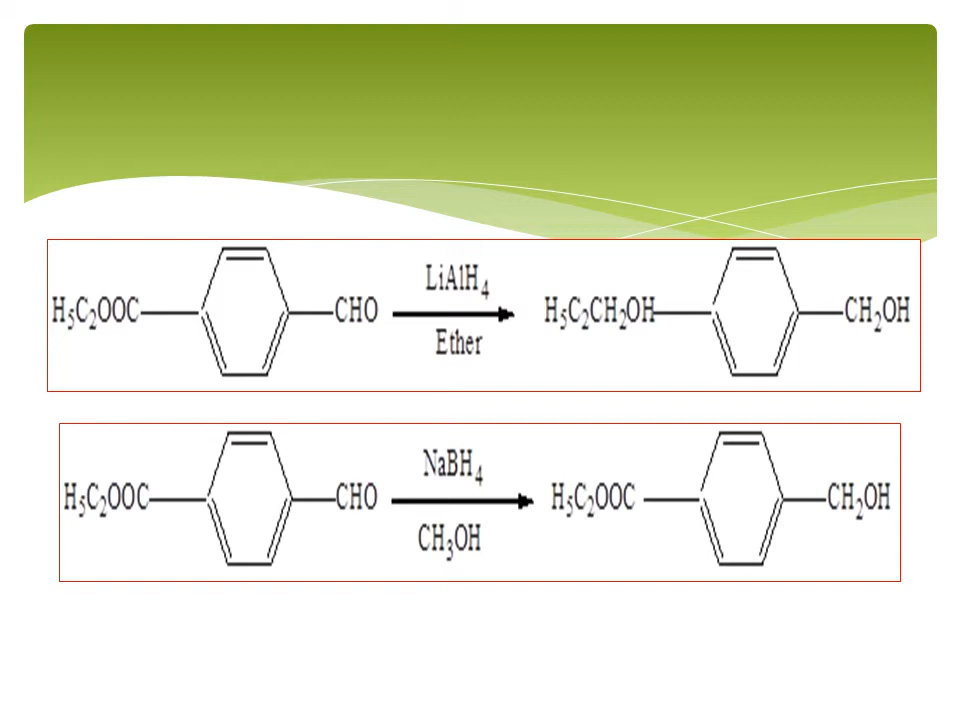 LiAlH₄
H₅C₂OOC CHO H₅C₂CH₂OH CH₂OH
Ether
NaBH₄
H₅C₂OOC CHO H₅C₂OOC CH₂OH
CH₃OH